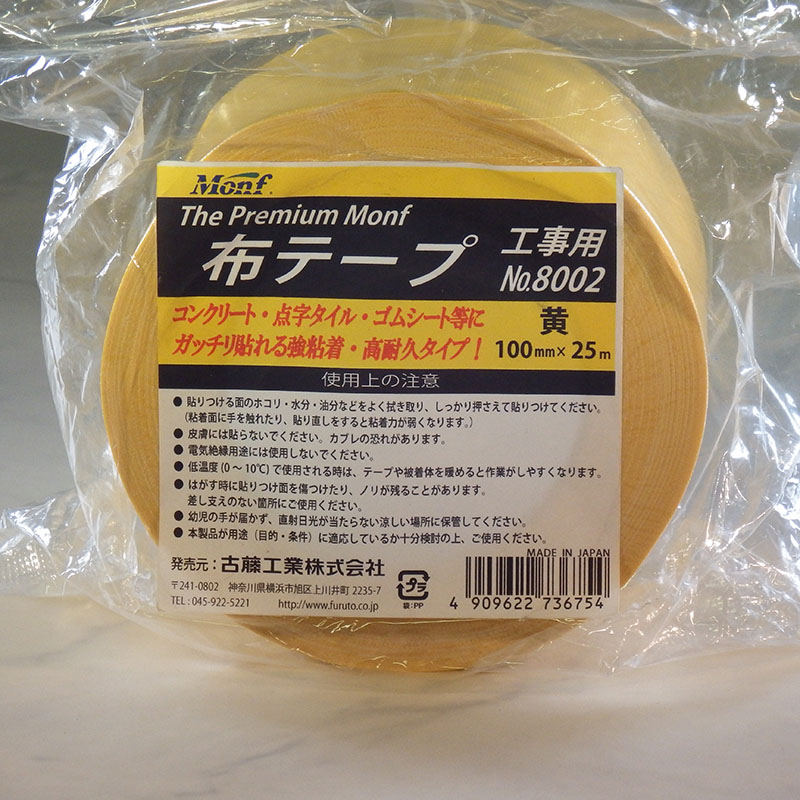 Monf
The Premium Monf
布テープ
工事用
No.8002
コンクリート・点字タイル・ゴムシート等に
ガッチリ貼れる強粘着・高耐久タイプ！
黄
100mm×25m
使用上の注意
● 貼りつける面のホコリ・水分・油分などをよく拭き取り、しっかり押さえて貼りつけてください。
（粘着面に手を触れたり、貼り直しをすると粘着力が弱くなります。）
● 皮膚には貼らないでください。カブレの恐れがあります。
● 電気絶縁用途には使用しないでください。
● 低温度(0～10℃)で使用される時は、テープや被着体を暖めると作業がしやすくなります。
● はがす時に貼りつけ面を傷つけたり、ノリが残ることがあります。
差し支えのない箇所にご使用ください。
● 幼児の手が届かず、直射日光が当たらない涼しい場所に保管してください。
● 本製品が用途（目的・条件）に適応しているか十分検討の上、ご使用ください。
MADE IN JAPAN
発売元：古藤工業株式会社
〒241-0802 神奈川県横浜市旭区上川井町2235-7
TEL：045-922-5221 http://www.furuto.co.jp
プラ
袋：PP
4 909622 736754